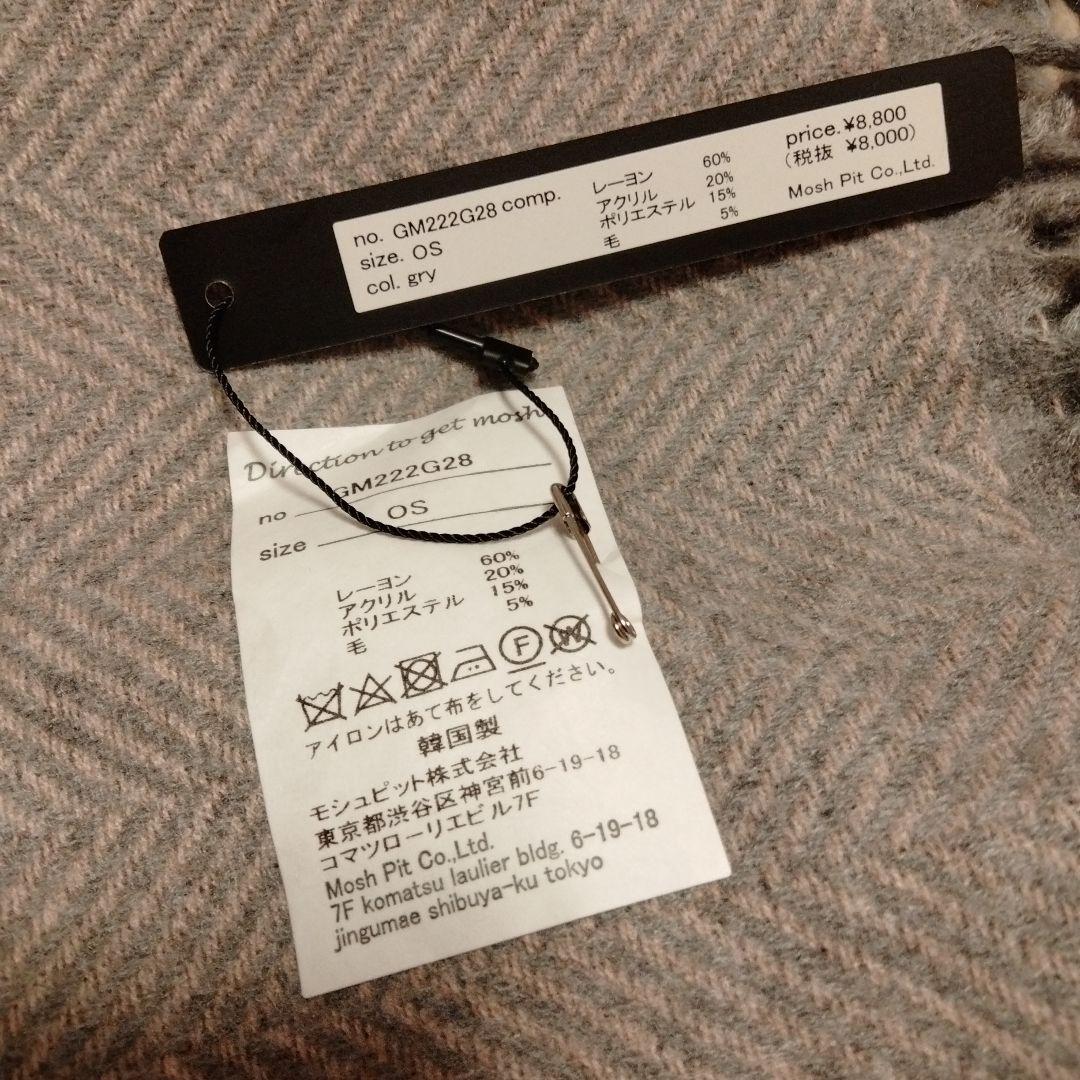 no. GM222G28 comp.
size. OS
col. gry
レーヨン 60%
アクリル 20%
ポリエステル 15%
毛 5%
price.¥8,800
(税抜 ¥8,000)
Mosh Pit Co.,Ltd.
Direction to get mosh
no GM222G28
size OS
レーヨン 60%
アクリル 20%
ポリエステル 15%
毛 5%
F W
アイロンはあて布をしてください。
韓国製
モシュピット株式会社
東京都渋谷区神宮前6-19-18
コマツローリエビル7F
Mosh Pit Co.,Ltd.
7F komatsu laulier bldg. 6-19-18
jingumae shibuya-ku tokyo